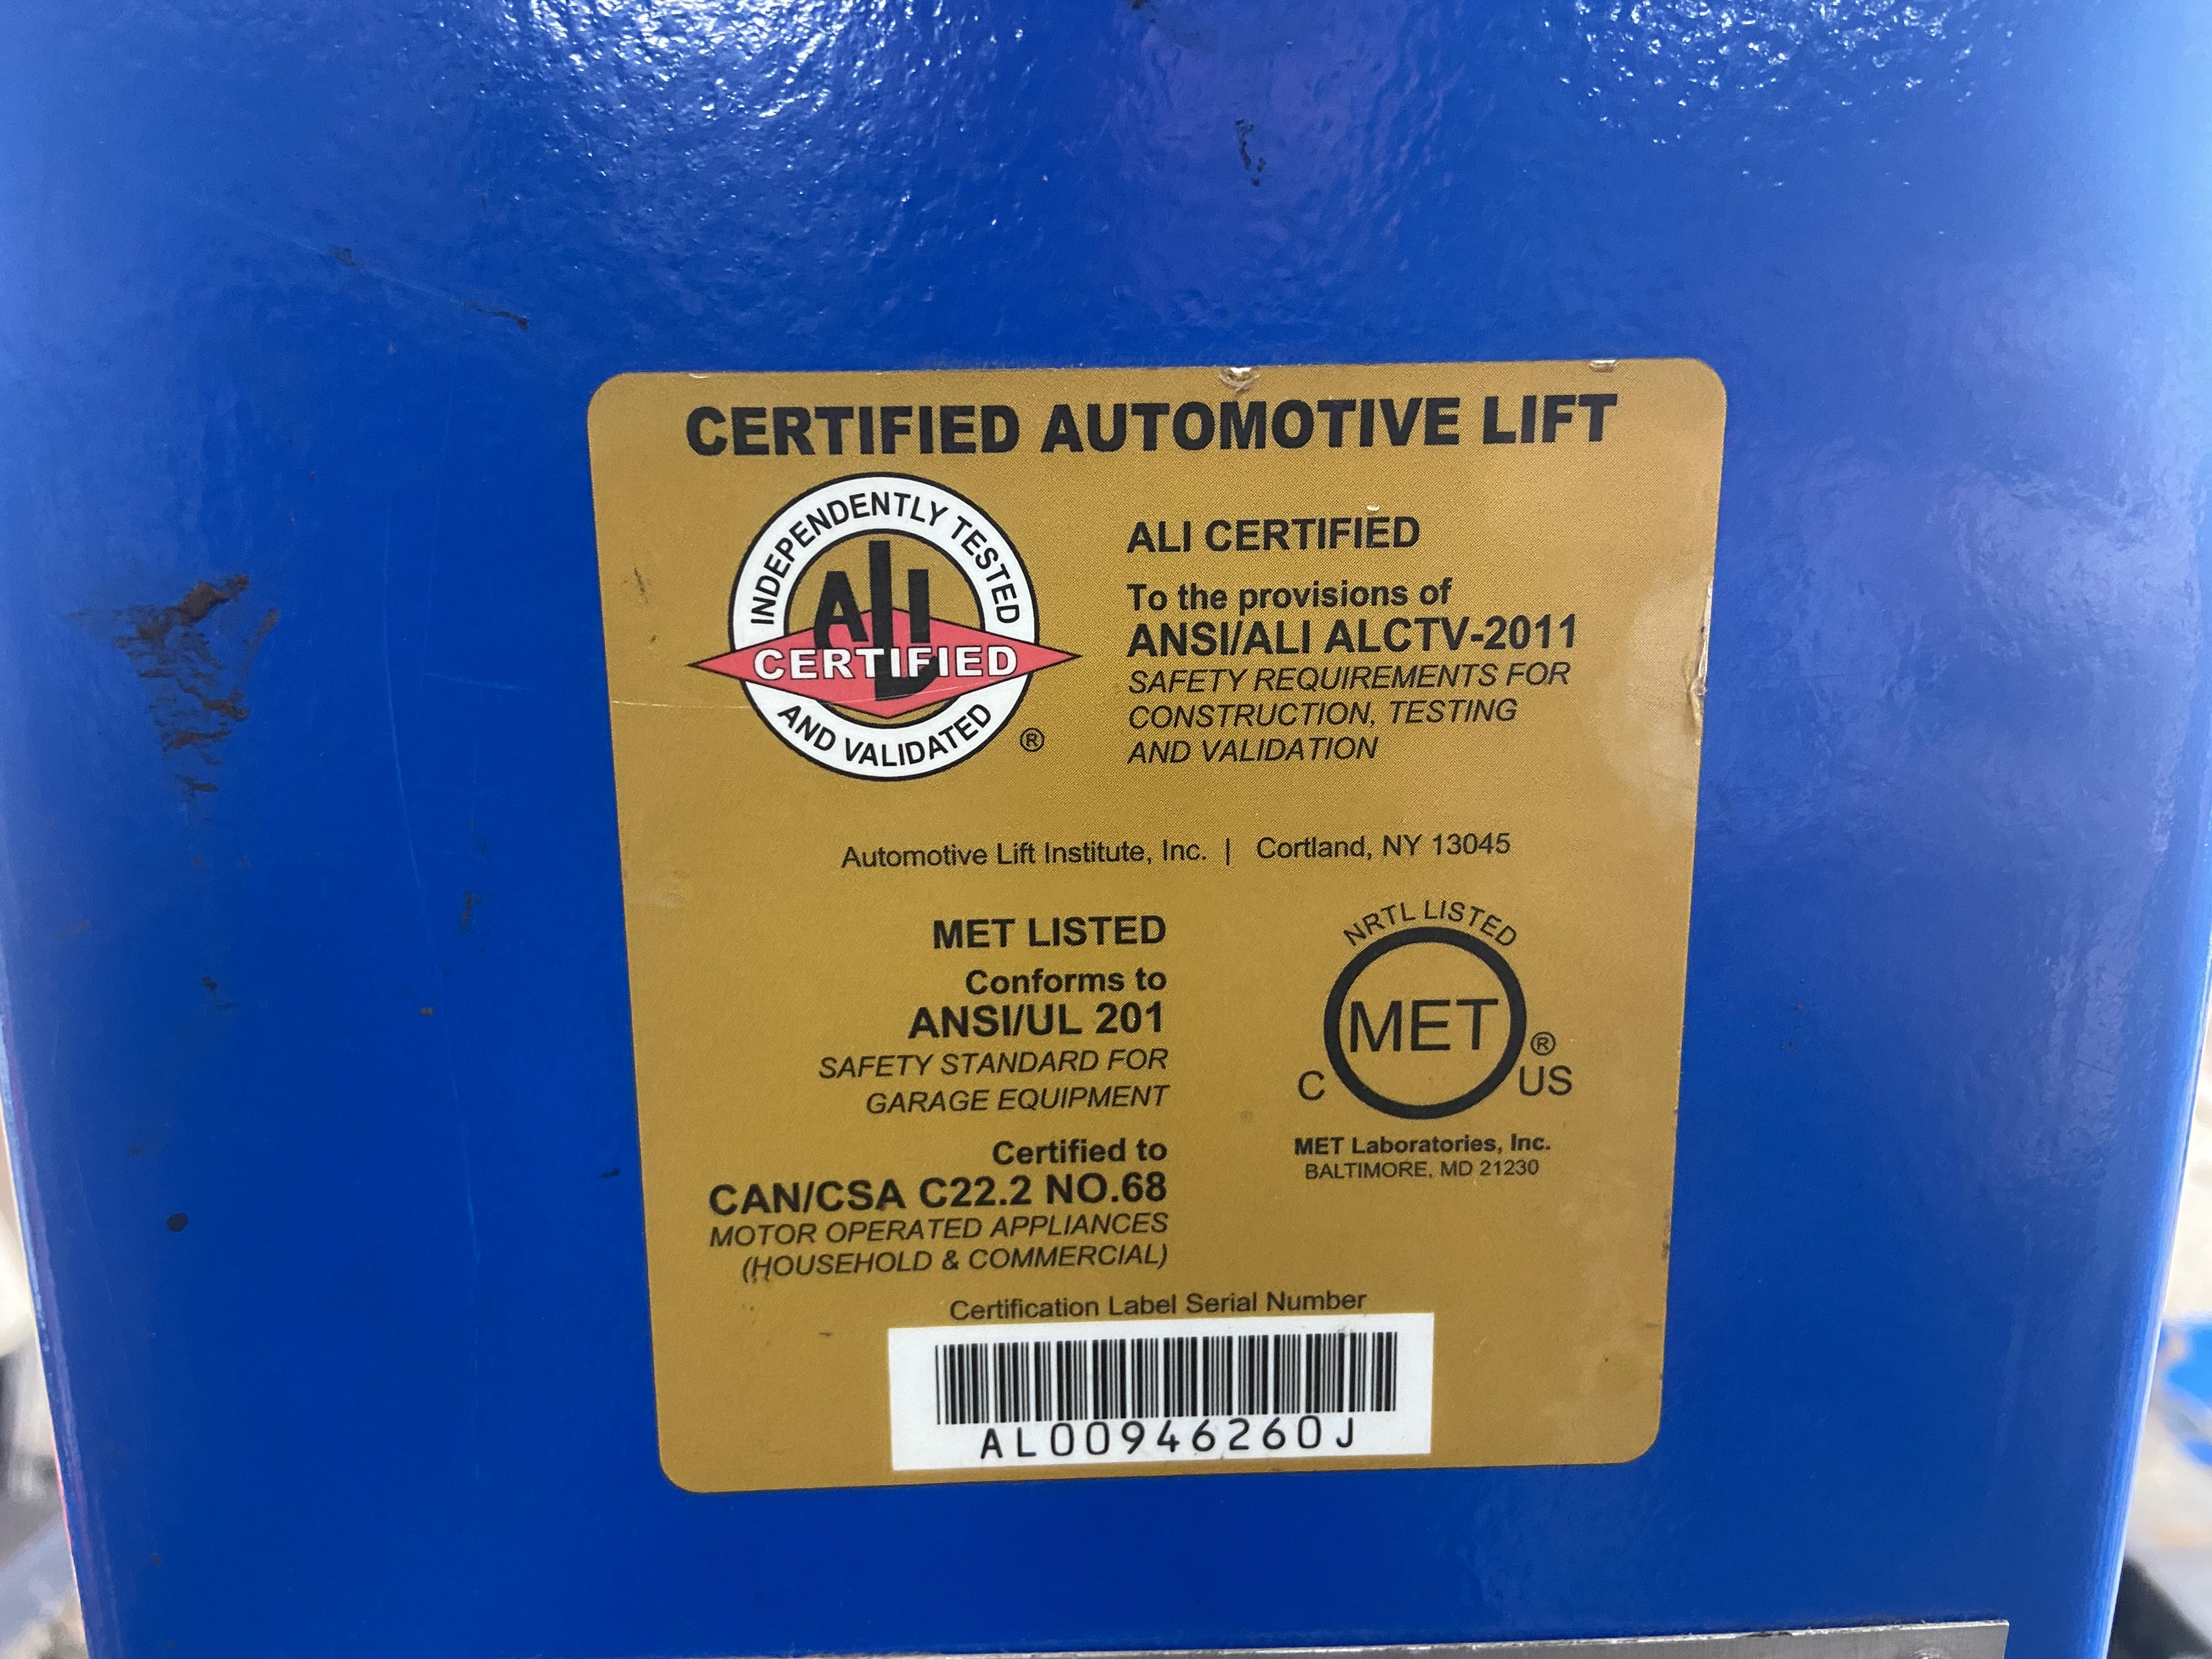 CERTIFIED AUTOMOTIVE LIFT
INDEPENDENTLY TESTED
ALI
CERTIFIED
AND VALIDATED
®
ALI CERTIFIED
To the provisions of
ANSI/ALI ALCTV-2011
SAFETY REQUIREMENTS FOR
CONSTRUCTION, TESTING
AND VALIDATION
Automotive Lift Institute, Inc. | Cortland, NY 13045
MET LISTED
Conforms to
ANSI/UL 201
SAFETY STANDARD FOR
GARAGE EQUIPMENT
Certified to
CAN/CSA C22.2 NO.68
MOTOR OPERATED APPLIANCES
(HOUSEHOLD & COMMERCIAL)
NRTL LISTED
MET
®
C US
MET Laboratories, Inc.
BALTIMORE, MD 21230
Certification Label Serial Number
AL00946260J